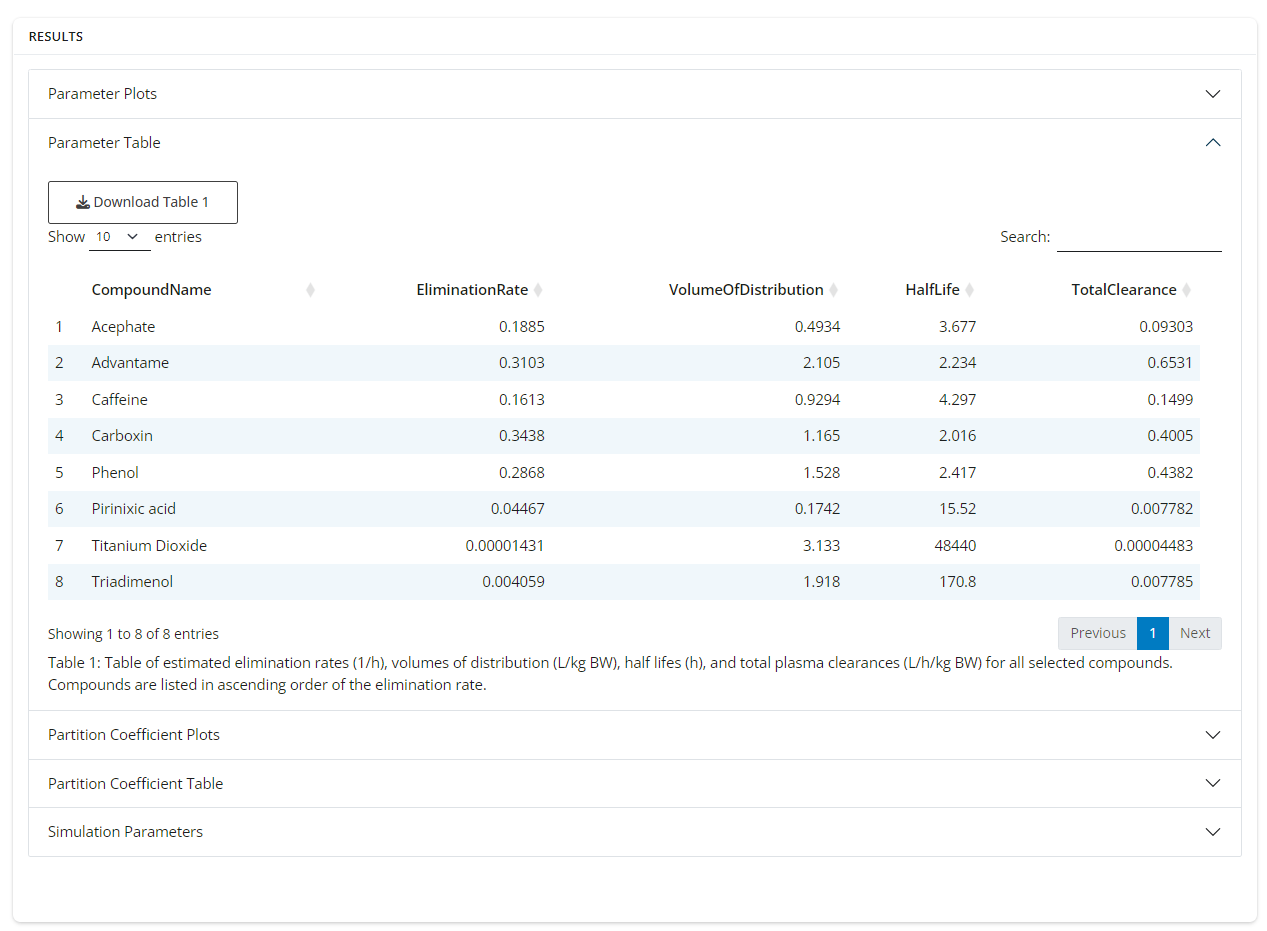 RESULTS
Parameter Plots
Parameter Table
Download Table 1
Show 10 entries Search:
CompoundName EliminationRate VolumeOfDistribution HalfLife TotalClearance
1 Acephate 0.1885 0.4934 3.677 0.09303
2 Advantame 0.3103 2.105 2.234 0.6531
3 Caffeine 0.1613 0.9294 4.297 0.1499
4 Carboxin 0.3438 1.165 2.016 0.4005
5 Phenol 0.2868 1.528 2.417 0.4382
6 Pirinixic acid 0.04467 0.1742 15.52 0.007782
7 Titanium Dioxide 0.00001431 3.133 48440 0.00004483
8 Triadimenol 0.004059 1.918 170.8 0.007785
Showing 1 to 8 of 8 entries Previous 1 Next
Table 1: Table of estimated elimination rates (1/h), volumes of distribution (L/kg BW), half lifes (h), and total plasma clearances (L/h/kg BW) for all selected compounds.
Compounds are listed in ascending order of the elimination rate.
Partition Coefficient Plots
Partition Coefficient Table
Simulation Parameters